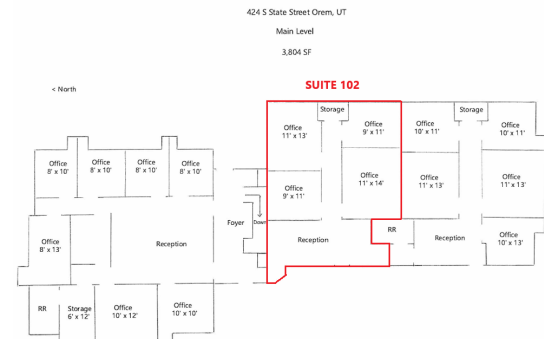 424 S State Street Orem, UT
Main Level
3,804 SF
< North
SUITE 102
Storage
Storage
Office
11' x 13'
Office
9' x 11'
Office
10' x 11'
Office
10' x 11'
Office
8' x 10'
Office
8' x 10'
Office
8' x 10'
Office
8' x 10'
Office
9' x 11'
Office
11' x 14'
Office
11' x 13'
Office
11' x 13'
Foyer
Down
Office
8' x 13'
Reception
Reception
RR
Reception
Office
10' x 13'
RR
Storage
6' x 12'
Office
10' x 12'
Office
10' x 10'